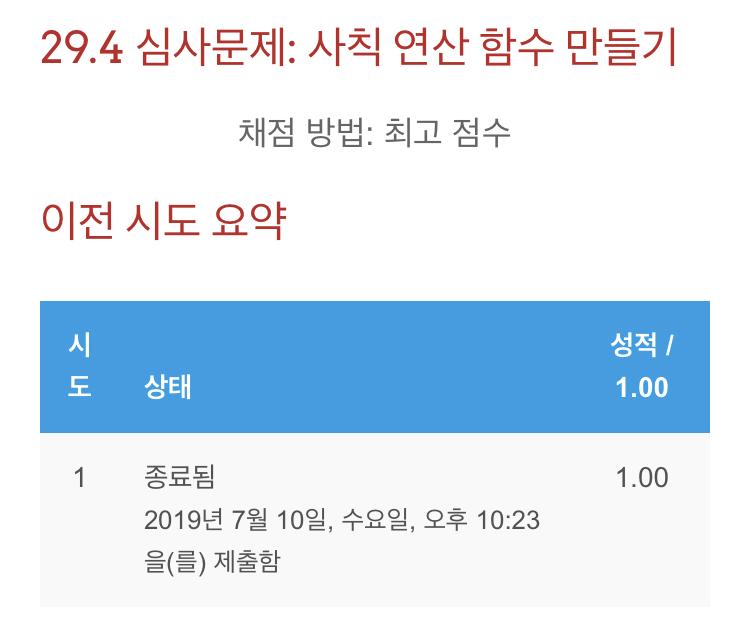 29.4 심사문제: 사칙 연산 함수 만들기
채점 방법: 최고 점수
이전 시도 요약
시
도
상태
성적 /
1.00
1
종료됨
1.00
2019년 7월 10일, 수요일, 오후 10:23
을(를) 제출함